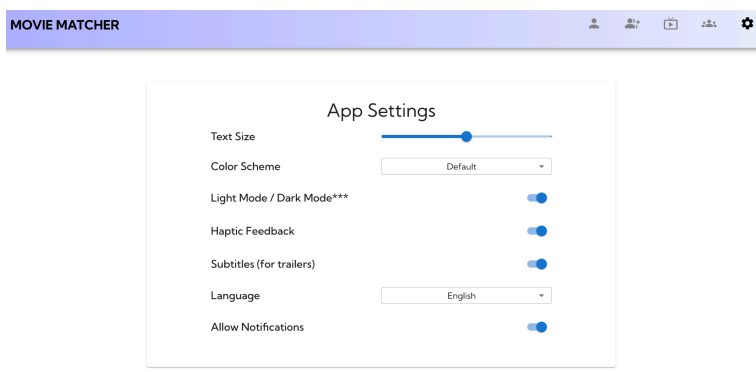 MOVIE MATCHER
App Settings
Text Size
Color Scheme Default
Light Mode / Dark Mode***
Haptic Feedback
Subtitles (for trailers)
Language English
Allow Notifications